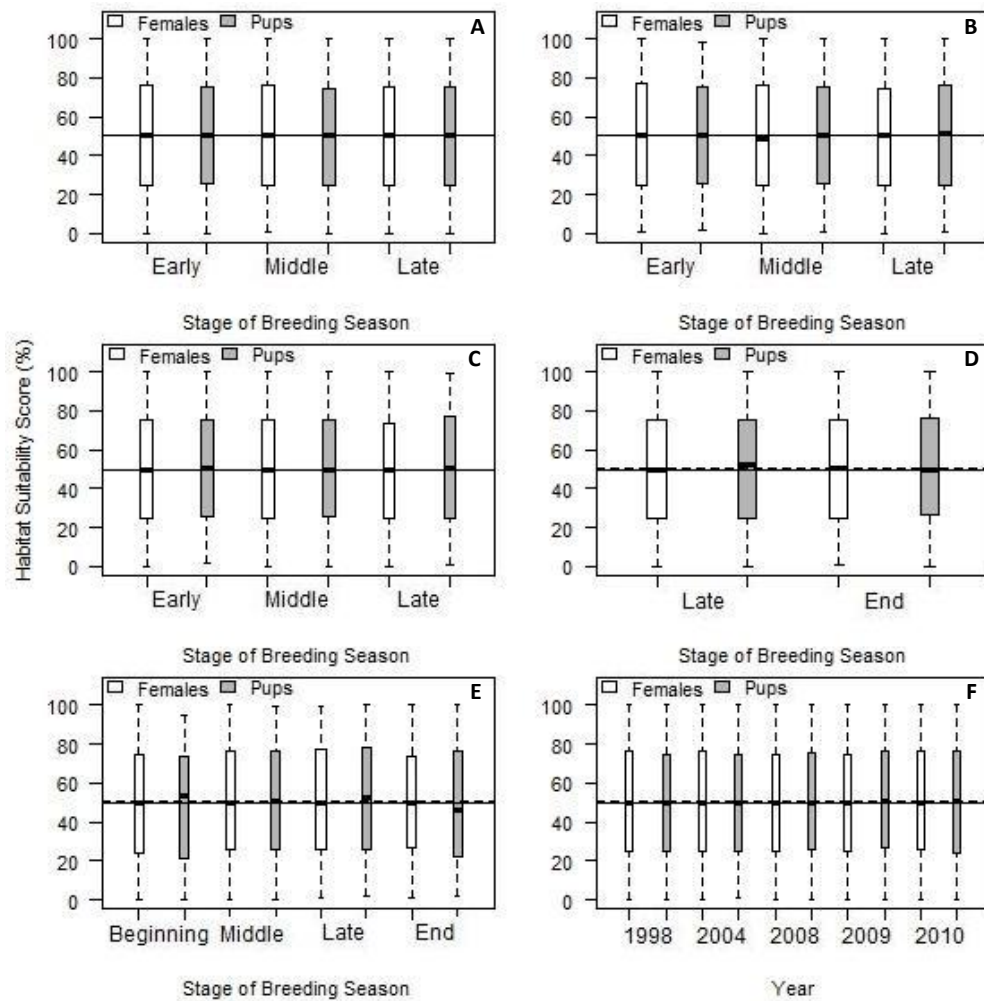 Females Pups A
100
80
60
40
20
0
Early Middle Late
Stage of Breeding Season
Females Pups B
100
80
60
40
20
0
Early Middle Late
Stage of Breeding Season
Habitat Suitability Score (%)
Females Pups C
100
80
60
40
20
0
Early Middle Late
Stage of Breeding Season
Females Pups D
100
80
60
40
20
0
Late End
Stage of Breeding Season
Females Pups E
100
80
60
40
20
0
Beginning Middle Late End
Stage of Breeding Season
Females Pups F
100
80
60
40
20
0
1998 2004 2008 2009 2010
Year